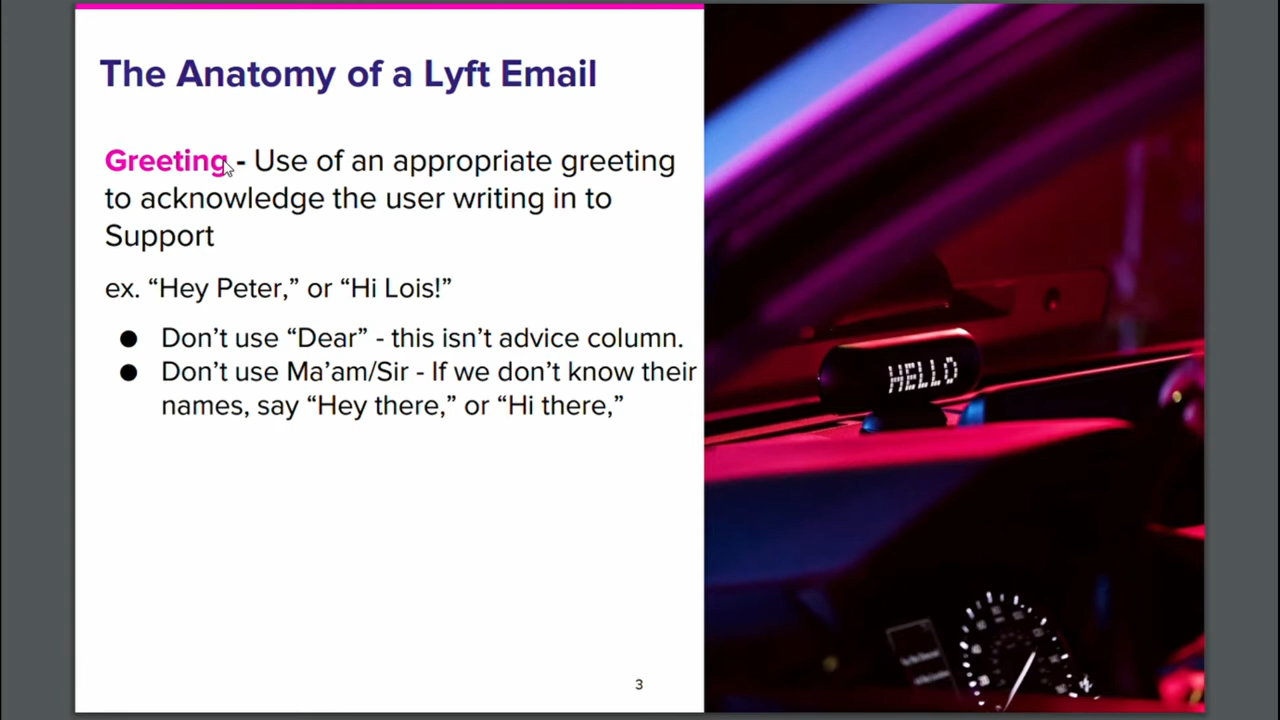 The Anatomy of a Lyft Email
Greeting - Use of an appropriate greeting
to acknowledge the user writing in to
Support
ex. “Hey Peter,” or “Hi Lois!”
● Don’t use “Dear” - this isn’t advice column.
● Don’t use Ma’am/Sir - If we don’t know their
names, say “Hey there,” or “Hi there,”
HELLO
3